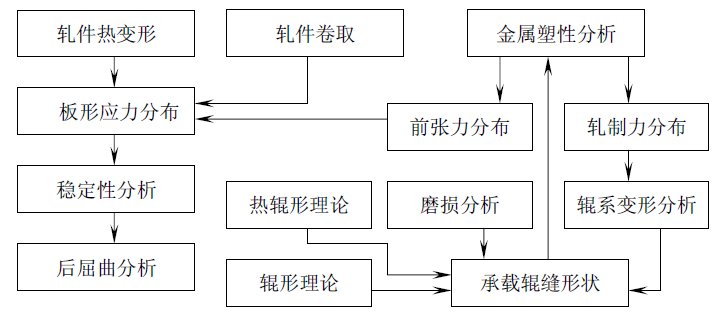 轧件热变形
轧件卷取
金属塑性分析
板形应力分布
前张力分布
轧制力分布
稳定性分析
热辊形理论
磨损分析
辊系变形分析
后屈曲分析
辊形理论
承载辊缝形状